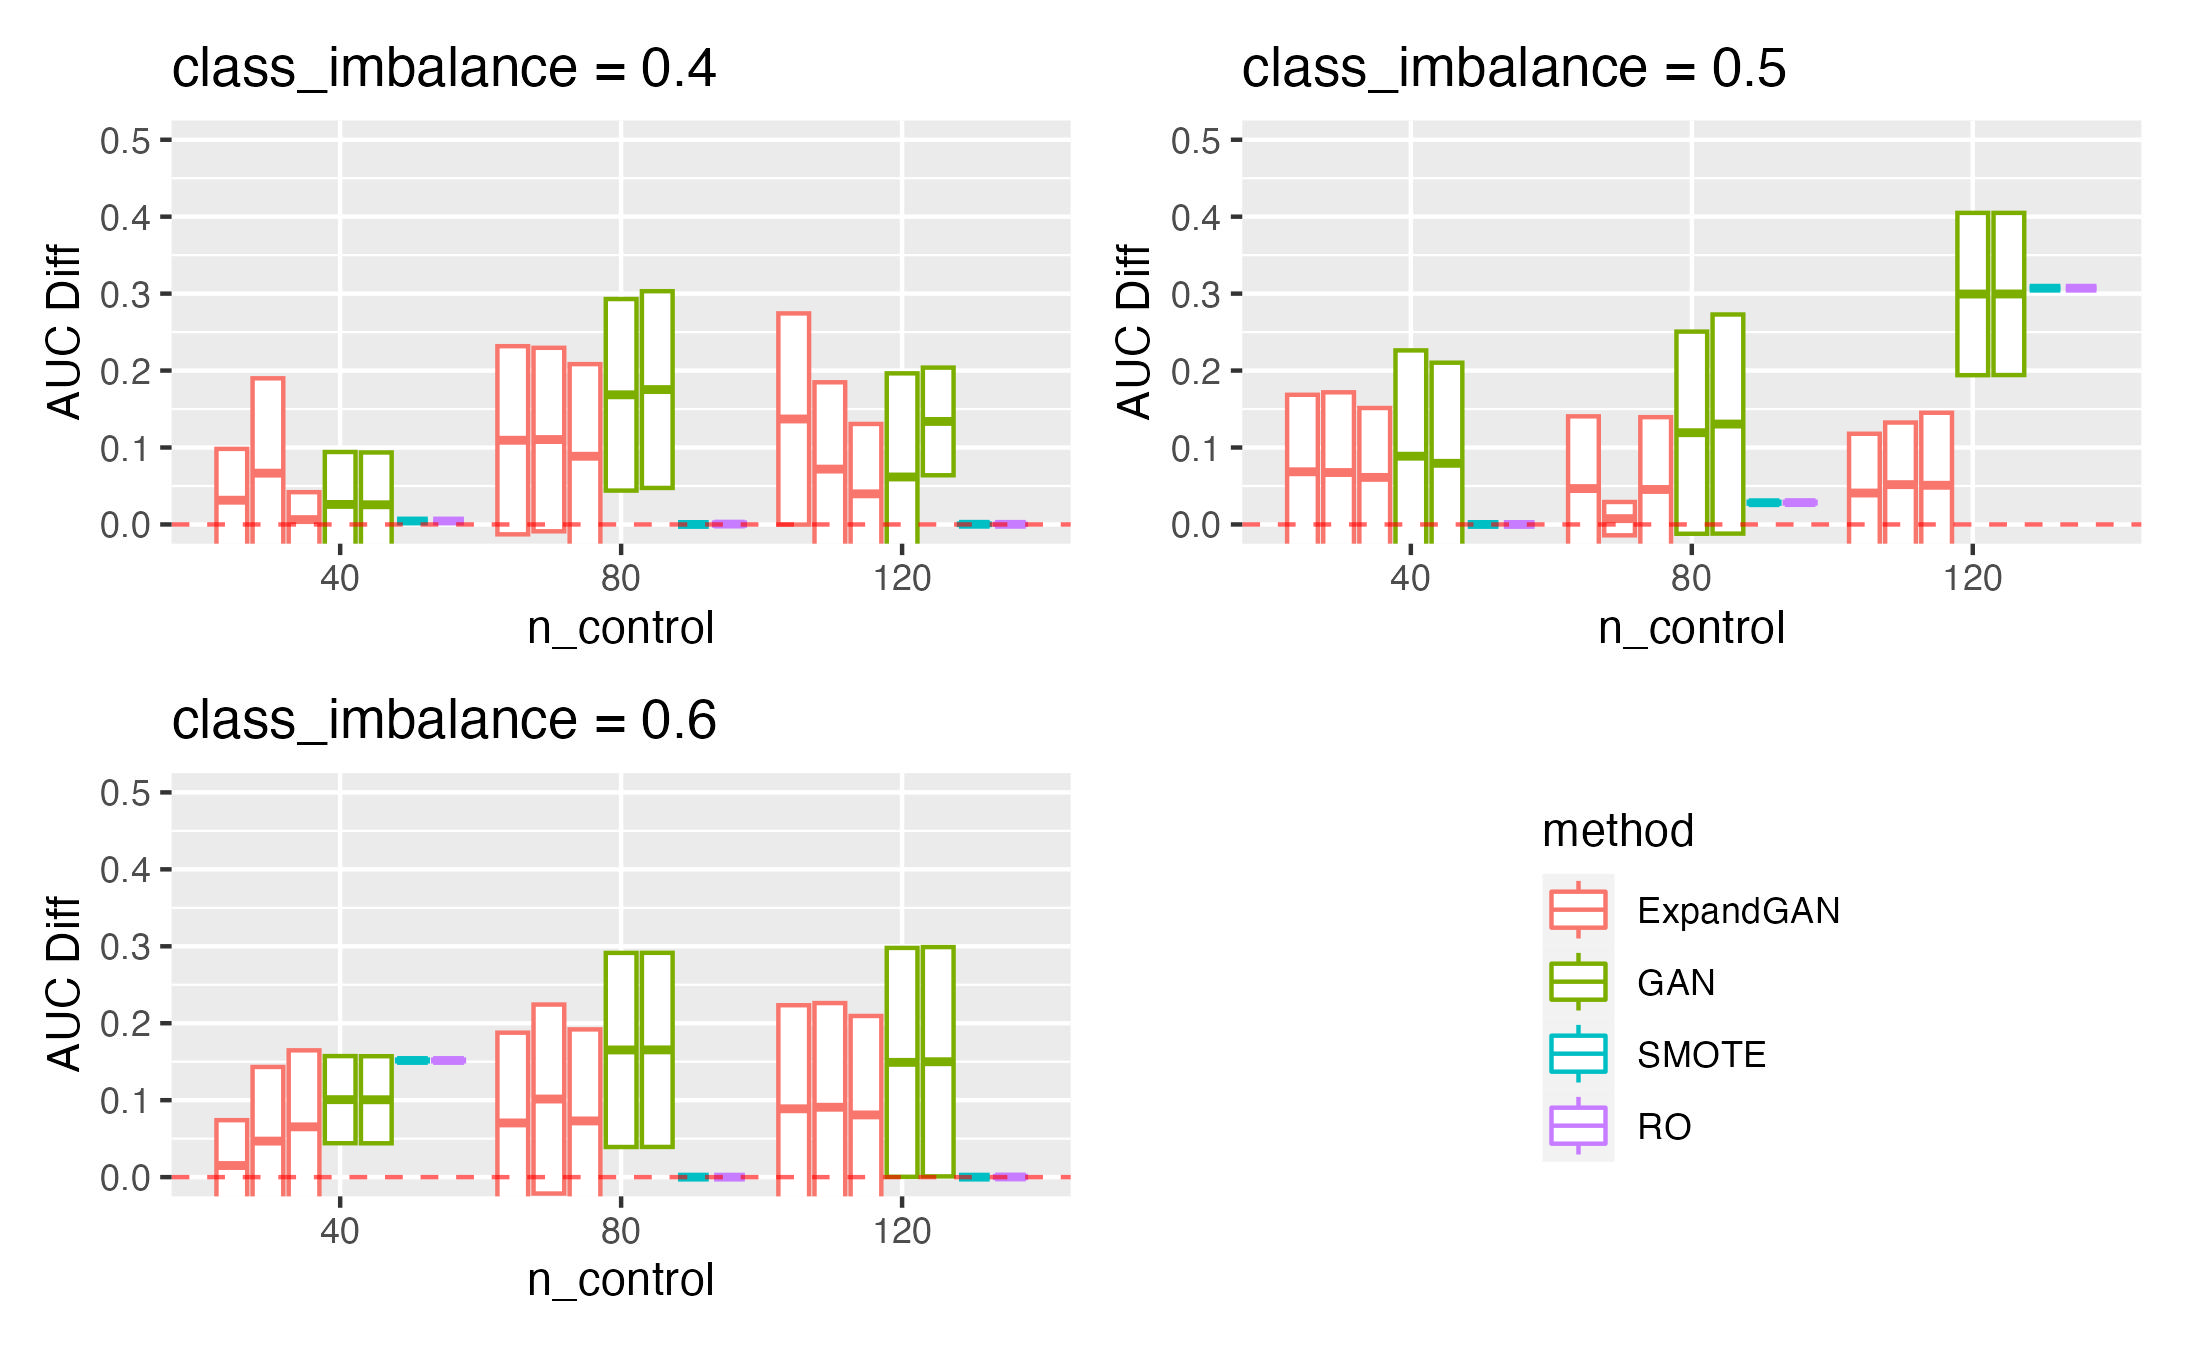 class_imbalance = 0.4
0.5
0.4
0.3
0.2
0.1
0.0
AUC Diff
40 80 120
n_control
class_imbalance = 0.5
0.5
0.4
0.3
0.2
0.1
0.0
AUC Diff
40 80 120
n_control
class_imbalance = 0.6
0.5
0.4
0.3
0.2
0.1
0.0
AUC Diff
40 80 120
n_control
method
ExpandGAN
GAN
SMOTE
RO